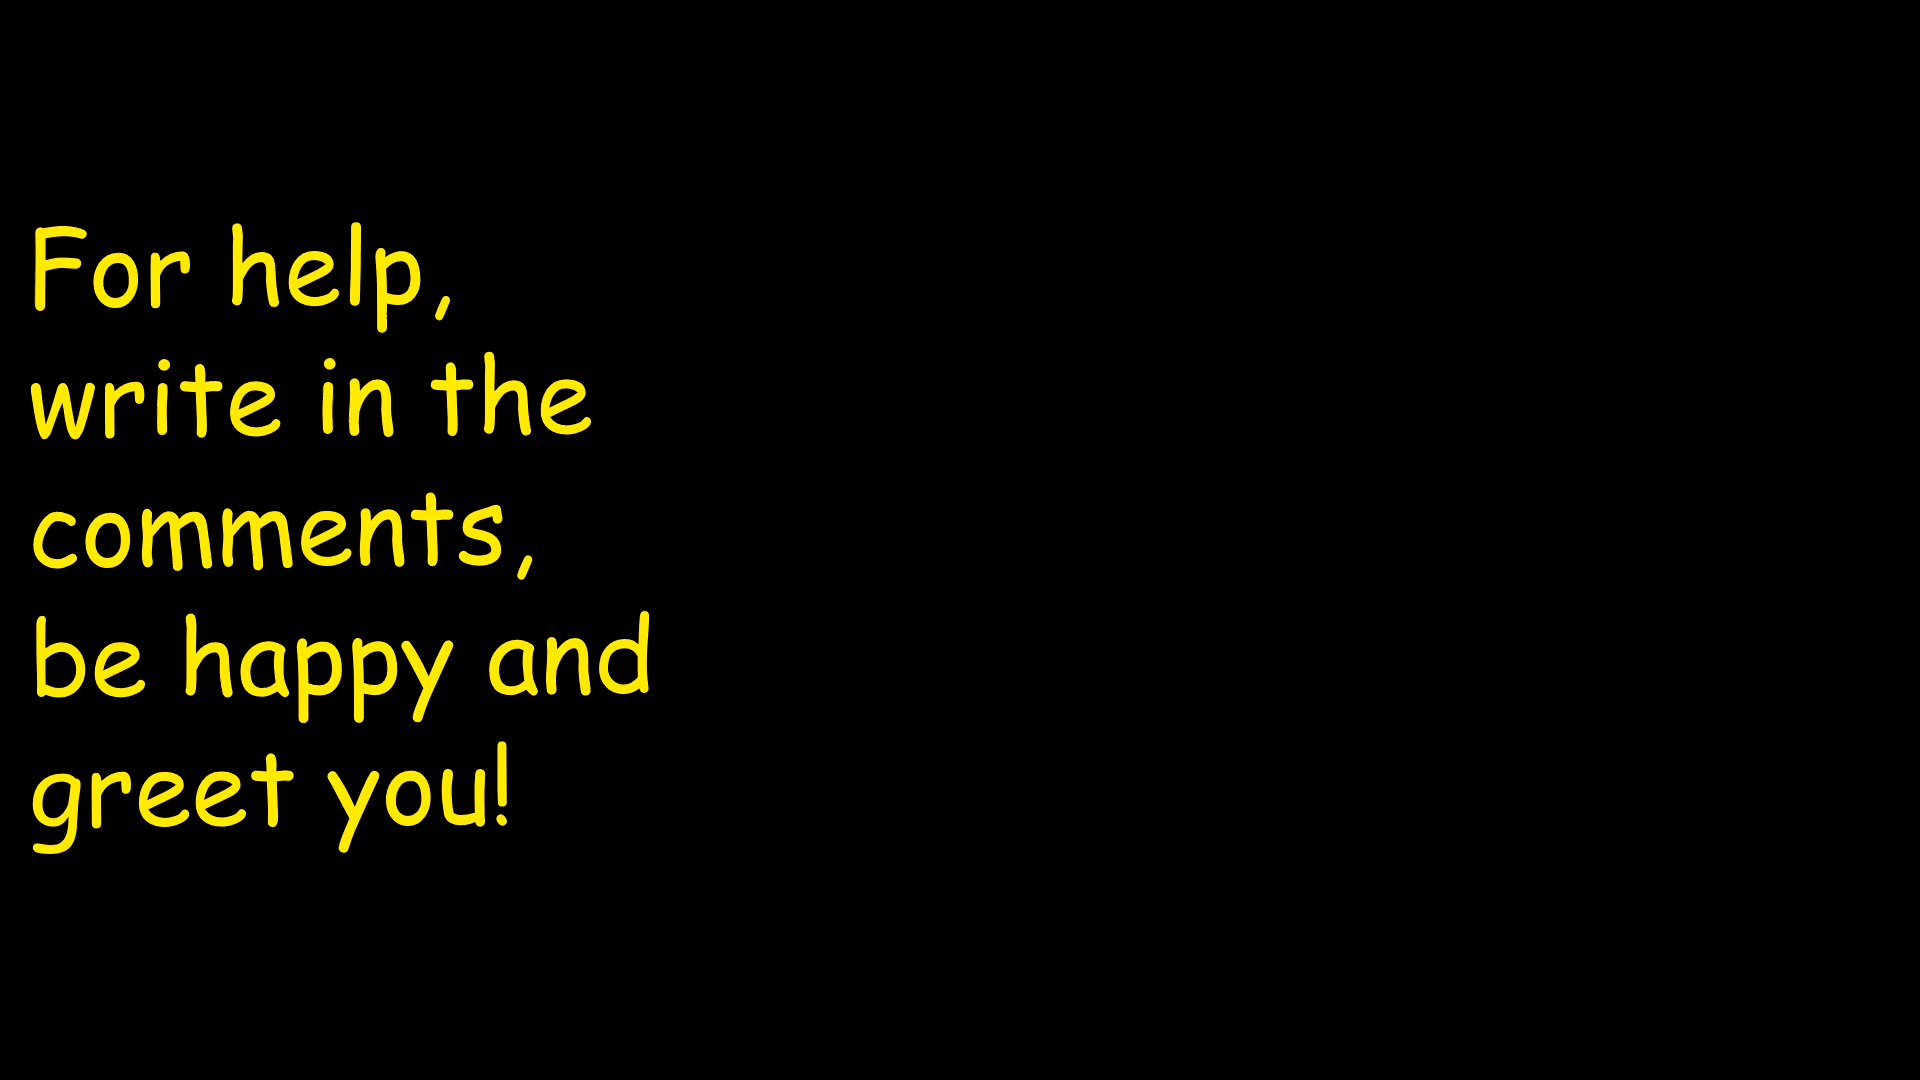 For help,
write in the
comments,
be happy and
greet you!